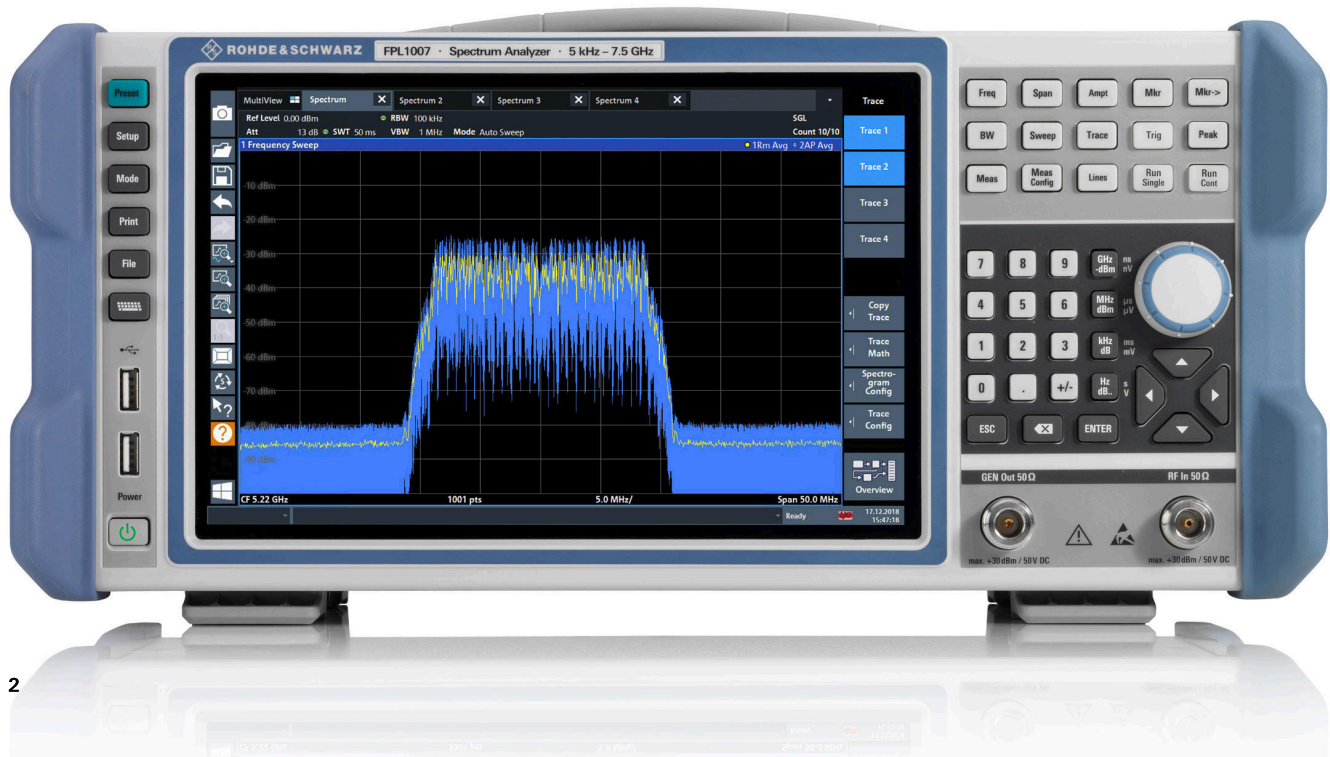 ROHDE&SCHWARZ FPL1007 · Spectrum Analyzer · 5 kHz – 7.5 GHz
Preset
Setup
Mode
Print
File
Power
MultiView Spectrum Spectrum 2 Spectrum 3 Spectrum 4
Ref Level 0.00 dBm RBW 100 kHz SGL
Att 13 dB SWT 50 ms VBW 1 MHz Mode Auto Sweep Count 10/10
1 Frequency Sweep 1Rm Avg 2AP Avg
-10 dBm
-20 dBm
-30 dBm
-40 dBm
-50 dBm
-60 dBm
-70 dBm
-90 dBm
CF 5.22 GHz 1001 pts 5.0 MHz/ Span 50.0 MHz
Ready 17.12.2018
15:47:18
Trace
Trace 1
Trace 2
Trace 3
Trace 4
Copy
Trace
Trace
Math
Spectro-
gram
Config
Trace
Config
Overview
Freq Span Ampt Mkr Mkr->
BW Sweep Trace Trig Peak
Meas Meas Config Lines Run Single Run Cont
7 8 9 GHz -dBm ns nV
4 5 6 MHz dBm µs µV
1 2 3 kHz dB ms mV
0 . +/- Hz dB.. s V
ESC ENTER
GEN Out 50 Ω RF In 50 Ω
max. +30 dBm / 50 V DC max. +30 dBm / 50 V DC
2